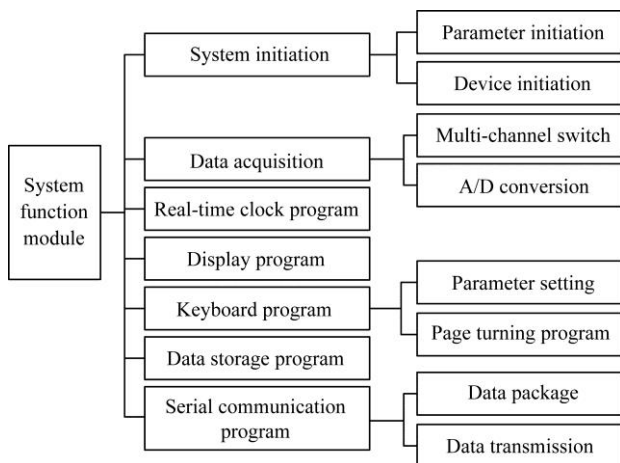 System
function
module
System initiation
Parameter initiation
Device initiation
Data acquisition
Multi-channel switch
A/D conversion
Real-time clock program
Display program
Keyboard program
Parameter setting
Page turning program
Data storage program
Serial communication
program
Data package
Data transmission